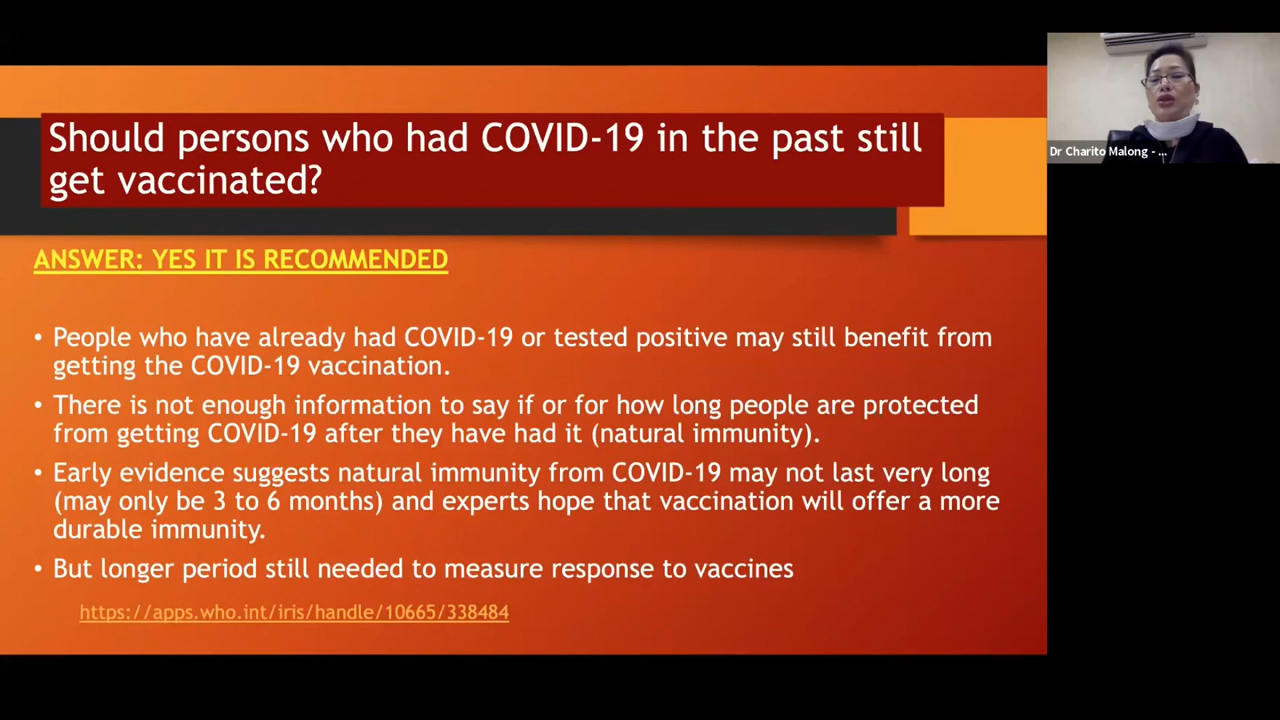 Should persons who had COVID-19 in the past still
get vaccinated?
ANSWER: YES IT IS RECOMMENDED
• People who have already had COVID-19 or tested positive may still benefit from
getting the COVID-19 vaccination.
• There is not enough information to say if or for how long people are protected
from getting COVID-19 after they have had it (natural immunity).
• Early evidence suggests natural immunity from COVID-19 may not last very long
(may only be 3 to 6 months) and experts hope that vaccination will offer a more
durable immunity.
• But longer period still needed to measure response to vaccines
https://apps.who.int/iris/handle/10665/338484
Dr Charito Malong - ...